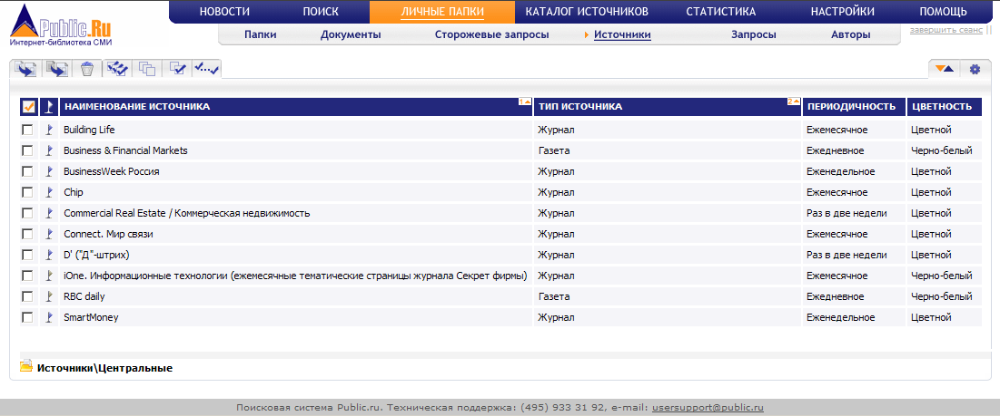 НОВОСТИ ПОИСК ЛИЧНЫЕ ПАПКИ КАТАЛОГ ИСТОЧНИКОВ СТАТИСТИКА НАСТРОЙКИ ПОМОЩЬ
Public.Ru
Интернет-библиотека СМИ
Папки Документы Сторожевые запросы Источники Запросы Авторы
завершить сеанс
НАИМЕНОВАНИЕ ИСТОЧНИКА 1 ТИП ИСТОЧНИКА 2 ПЕРИОДИЧНОСТЬ ЦВЕТНОСТЬ
Building Life Журнал Ежемесячное Цветной
Business & Financial Markets Газета Ежедневное Черно-белый
BusinessWeek Россия Журнал Еженедельное Цветной
Chip Журнал Ежемесячное Цветной
Commercial Real Estate / Коммерческая недвижимость Журнал Раз в две недели Цветной
Connect. Мир связи Журнал Ежемесячное Цветной
D' ("Д"-штрих) Журнал Раз в две недели Цветной
iOne. Информационные технологии (ежемесячные тематические страницы журнала Секрет фирмы) Журнал Ежемесячное Черно-белый
RBC daily Газета Ежедневное Черно-белый
SmartMoney Журнал Еженедельное Цветной
Источники\Центральные
Поисковая система Public.ru. Техническая поддержка: (495) 933 31 92, e-mail: usersupport@public.ru